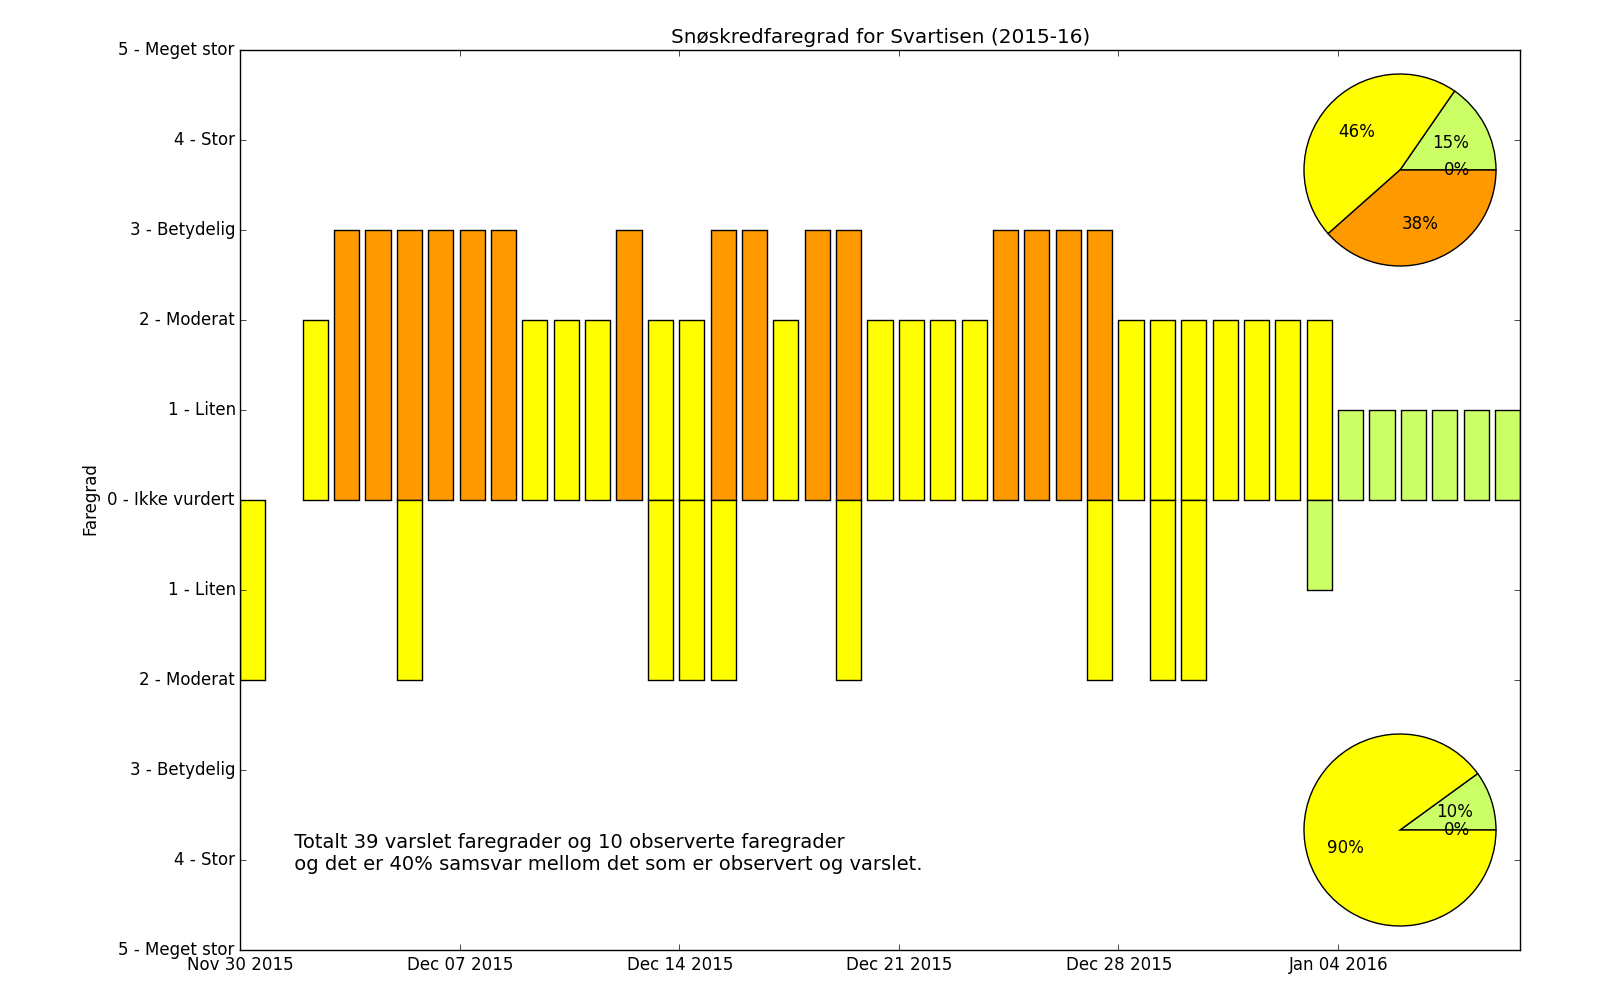 Snøskredfaregrad for Svartisen (2015-16)
5 - Meget stor
4 - Stor
3 - Betydelig
2 - Moderat
1 - Liten
0 - Ikke vurdert
1 - Liten
2 - Moderat
3 - Betydelig
4 - Stor
5 - Meget stor
Faregrad
46%
15%
0%
38%
10%
0%
90%
Totalt 39 varslet faregrader og 10 observerte faregrader
og det er 40% samsvar mellom det som er observert og varslet.
Nov 30 2015
Dec 07 2015
Dec 14 2015
Dec 21 2015
Dec 28 2015
Jan 04 2016